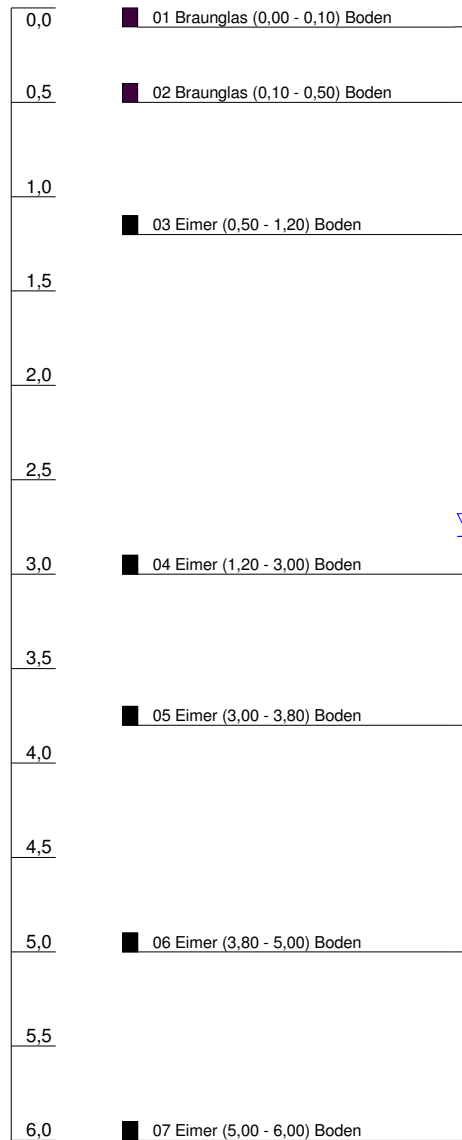 0,0
01 Braunglas (0,00 - 0,10) Boden
0,5
02 Braunglas (0,10 - 0,50) Boden
1,0
03 Eimer (0,50 - 1,20) Boden
1,5
2,0
2,5
3,0
04 Eimer (1,20 - 3,00) Boden
3,5
05 Eimer (3,00 - 3,80) Boden
4,0
4,5
5,0
06 Eimer (3,80 - 5,00) Boden
5,5
6,0
07 Eimer (5,00 - 6,00) Boden